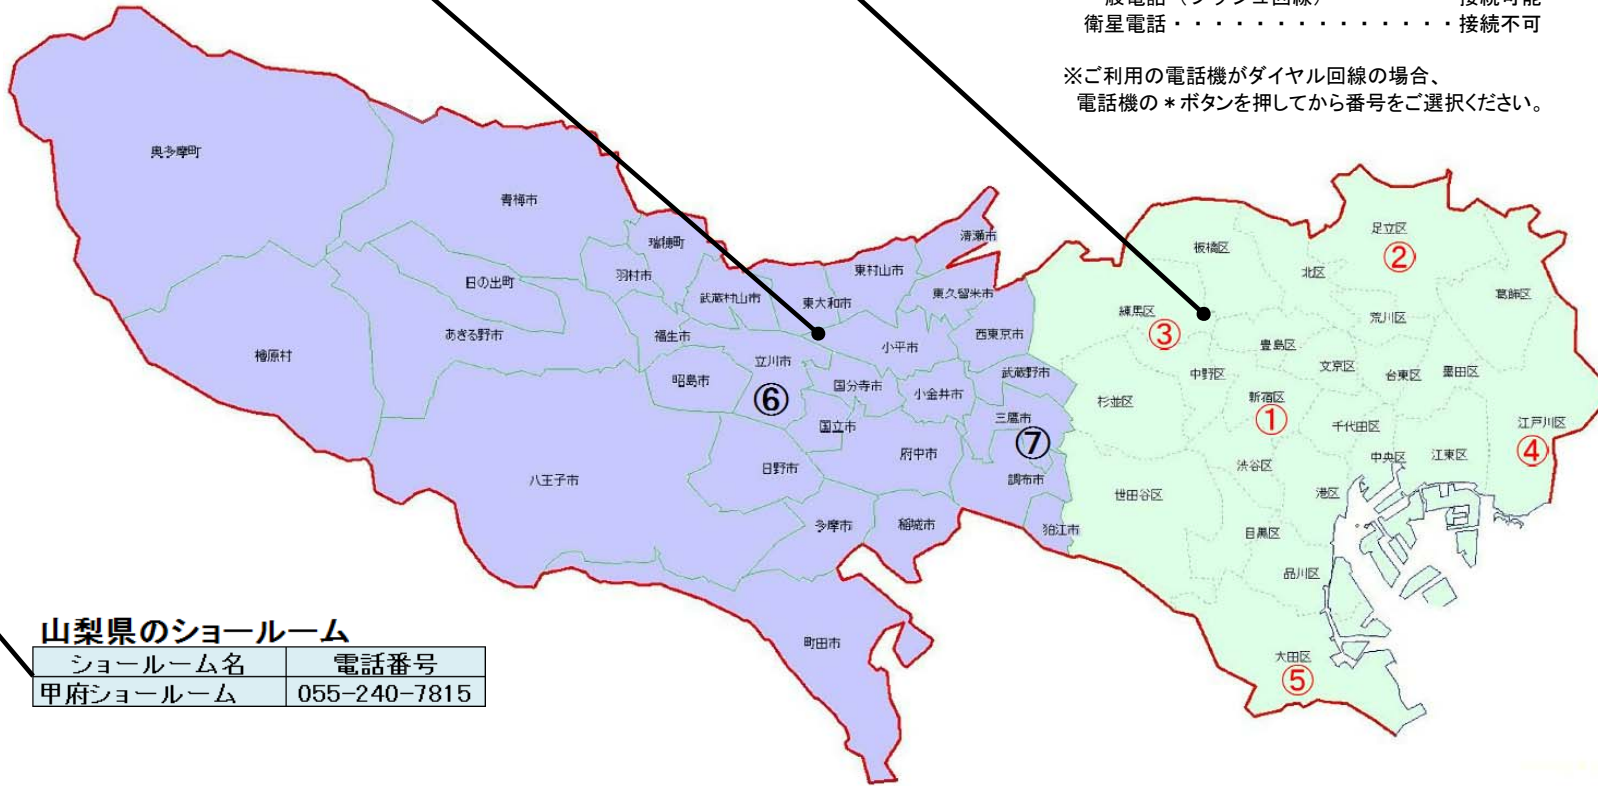 衛星電話・・・・・・・・・・・・・・接続不可
※ご利用の電話機がダイヤル回線の場合、
電話機の＊ボタンを押してから番号をご選択ください。
奥多摩町
青梅市
瑞穂町
清瀬市
羽村市
日の出町
武蔵村山市
東大和市
東村山市
東久留米市
あきる野市
檜原村
福生市
立川市
昭島市
小平市
西東京市
国分寺市
小金井市
武蔵野市
⑥
国立市
三鷹市
⑦
八王子市
日野市
府中市
調布市
多摩市
稲城市
狛江市
町田市
足立区
②
板橋区
北区
葛飾区
練馬区
③
荒川区
豊島区
文京区
台東区
墨田区
中野区
杉並区
新宿区
①
千代田区
江戸川区
④
渋谷区
中央区
江東区
世田谷区
港区
目黒区
品川区
大田区
⑤
山梨県のショールーム
ショールーム名 電話番号
甲府ショールーム 055-240-7815